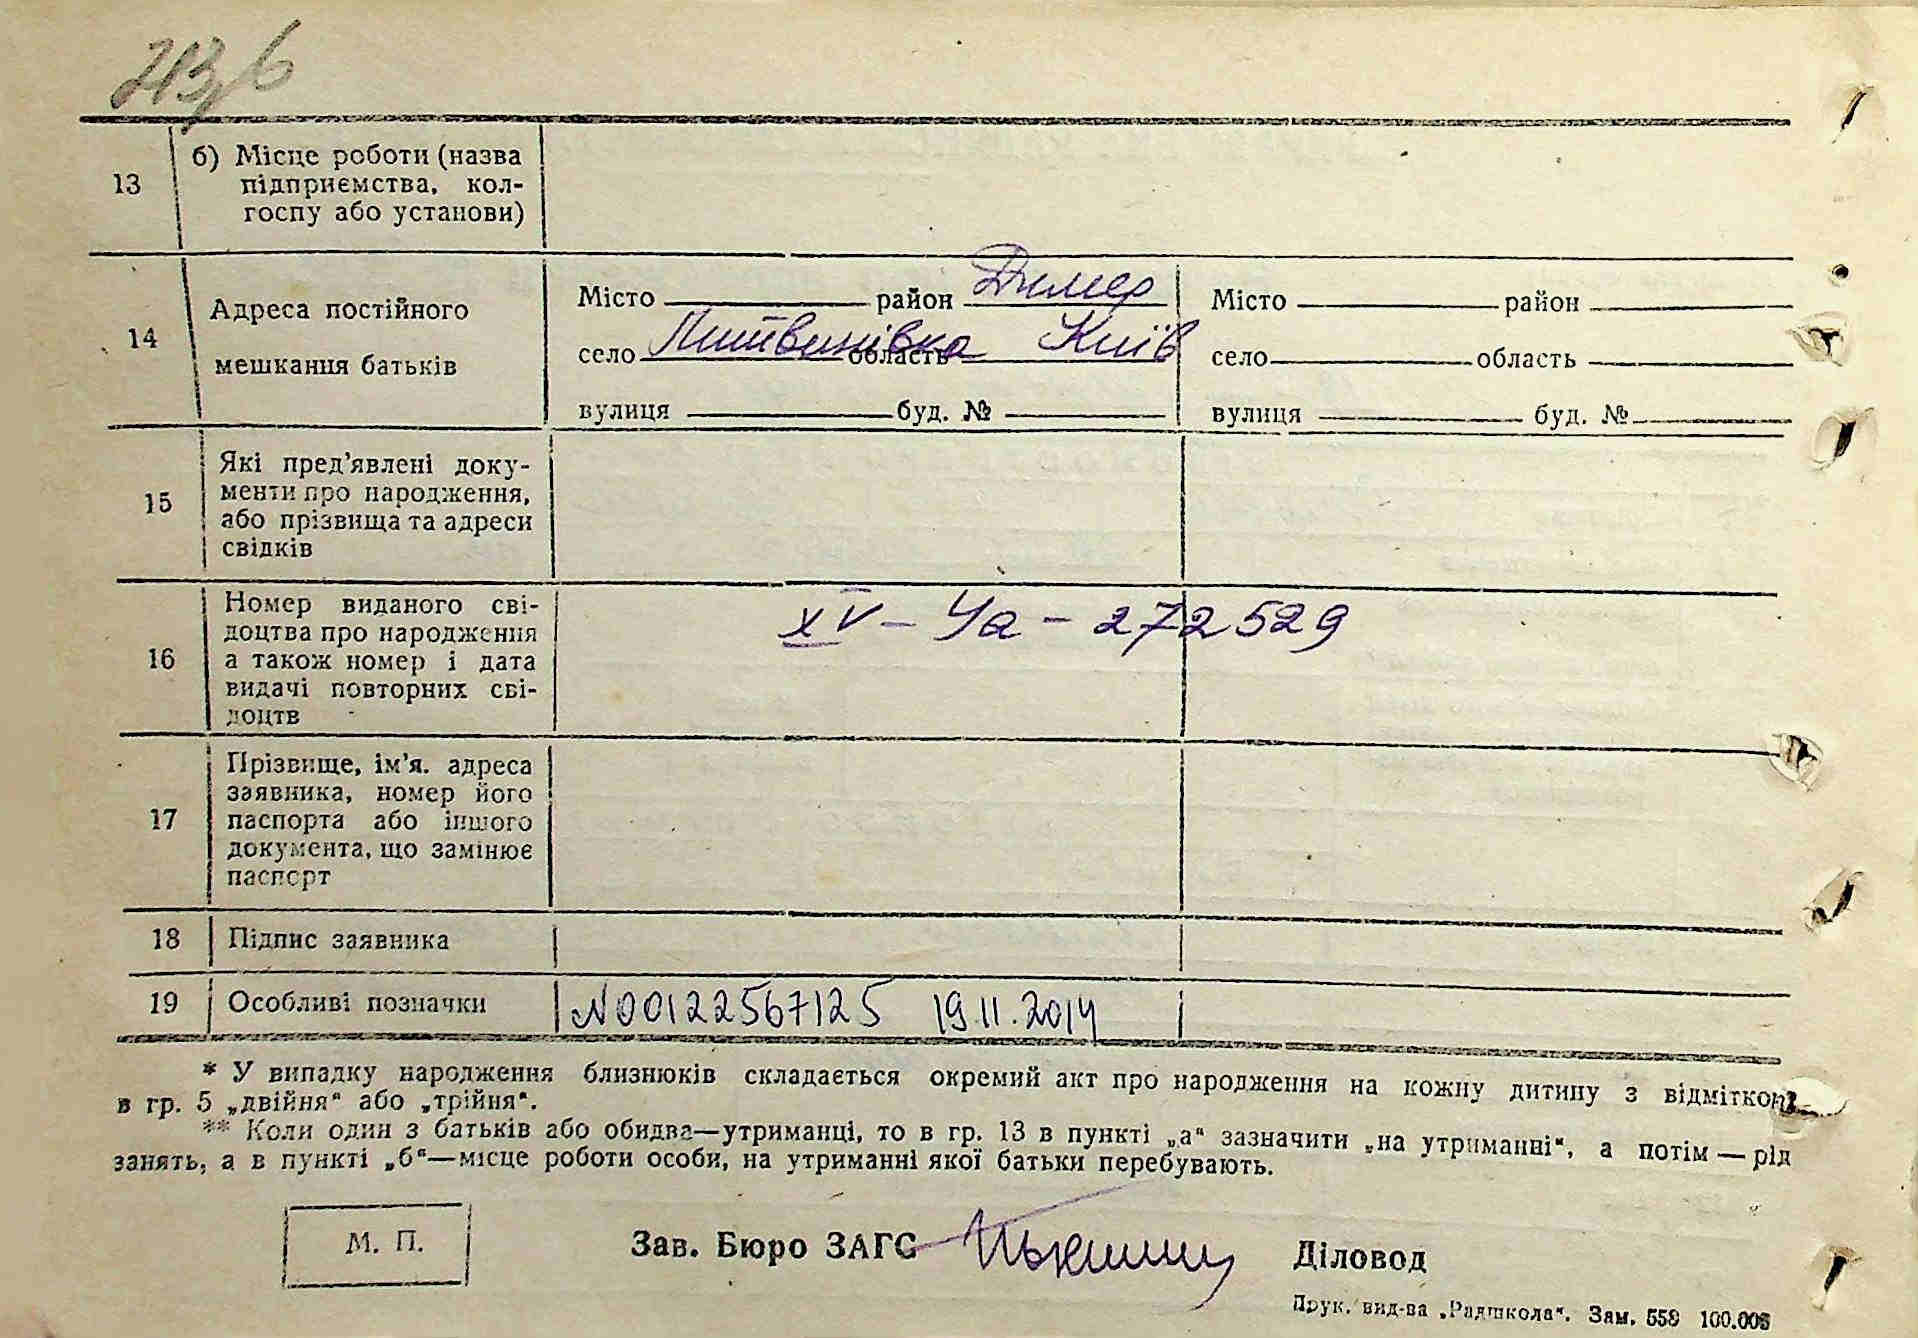 213б
13 б) Місце роботи (назва
підприємства, кол-
госпу або установи)
14 Адреса постійного
мешкання батьків
Місто район Димер
село Литвинівка область Київ
вулиця буд. №
Місто район
село область
вулиця буд. №
15 Які пред’явлені доку-
менти про народження,
або прізвища та адреси
свідків
16 Номер виданого сві-
доцтва про народження
а також номер і дата
видачі повторних сві-
доцтв
XV – Уа – 272529
17 Прізвище, ім’я. адреса
заявника, номер його
паспорта або іншого
документа, що замінює
паспорт
18 Підпис заявника
19 Особливі позначки N00122567125 19.11.2014
* У випадку народження близнюків складається окремий акт про народження на кожну дитину з відміткою
в гр. 5 „двійня“ або „трійня“.
** Коли один з батьків або обидва—утриманці, то в гр. 13 в пункті „а“ зазначити „на утриманні“, а потім — рід
занять, а в пункті „б“—місце роботи особи, на утриманні якої батьки перебувають.
М. П.
Зав. Бюро ЗАГС
Діловод
Друк. вид-ва „Радшкола“. Зам. 558 100.000